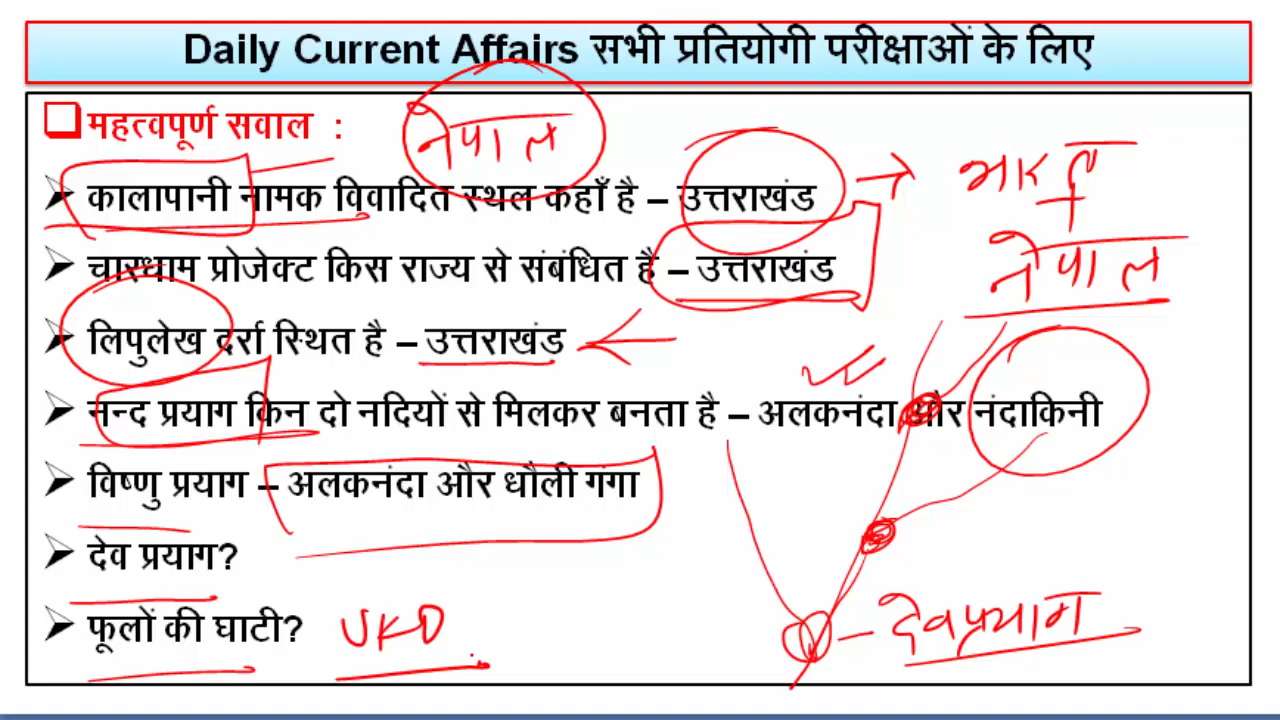 Daily Current Affairs सभी प्रतियोगी परीक्षाओं के लिए
महत्वपूर्ण सवाल :
नेपाल
कालापानी नामक विवादित स्थल कहाँ है – उत्तराखंड
भारत
चारधाम प्रोजेक्ट किस राज्य से संबंधित है – उत्तराखंड
नेपाल
लिपुलेख दर्रा स्थित है – उत्तराखंड
नन्द प्रयाग किन दो नदियों से मिलकर बनता है – अलकनंदा और नंदाकिनी
विष्णु प्रयाग – अलकनंदा और धौली गंगा
देव प्रयाग?
फूलों की घाटी? UKD
देवप्रयाग